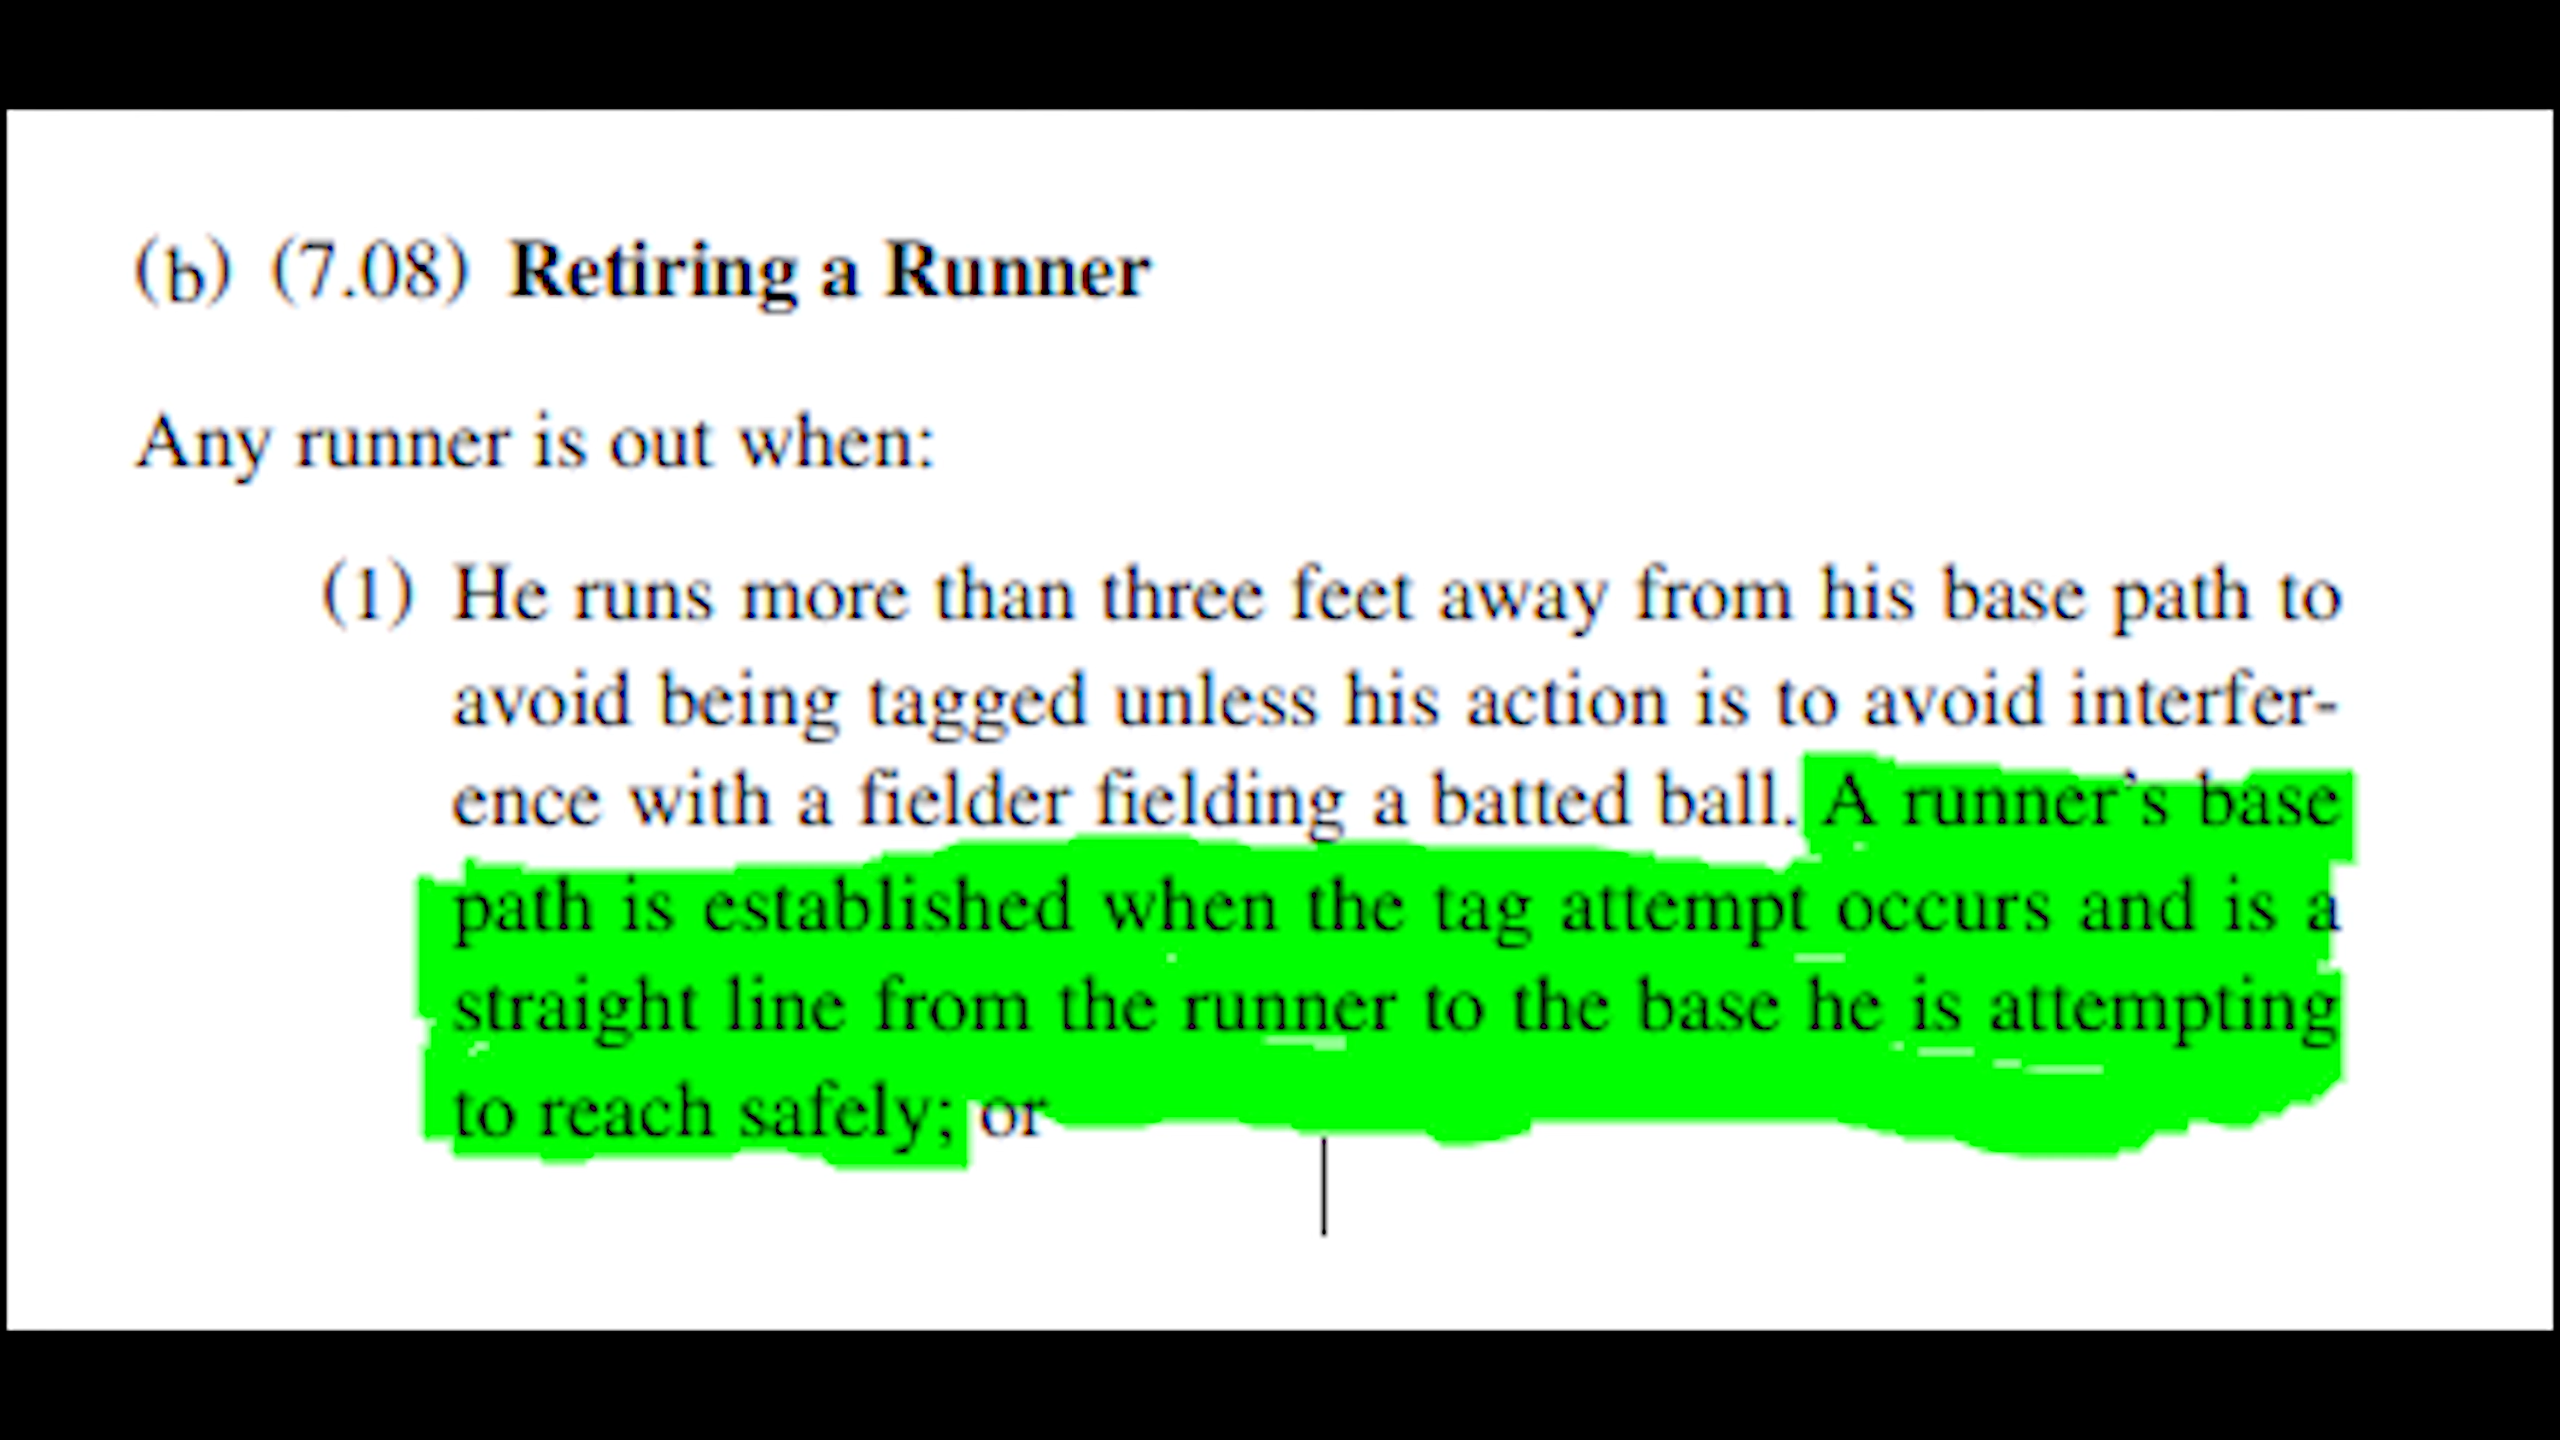 (b) (7.08) Retiring a Runner
Any runner is out when:
(1) He runs more than three feet away from his base path to
avoid being tagged unless his action is to avoid interfer-
ence with a fielder fielding a batted ball. A runner's base
path is established when the tag attempt occurs and is a
straight line from the runner to the base he is attempting
to reach safely; or